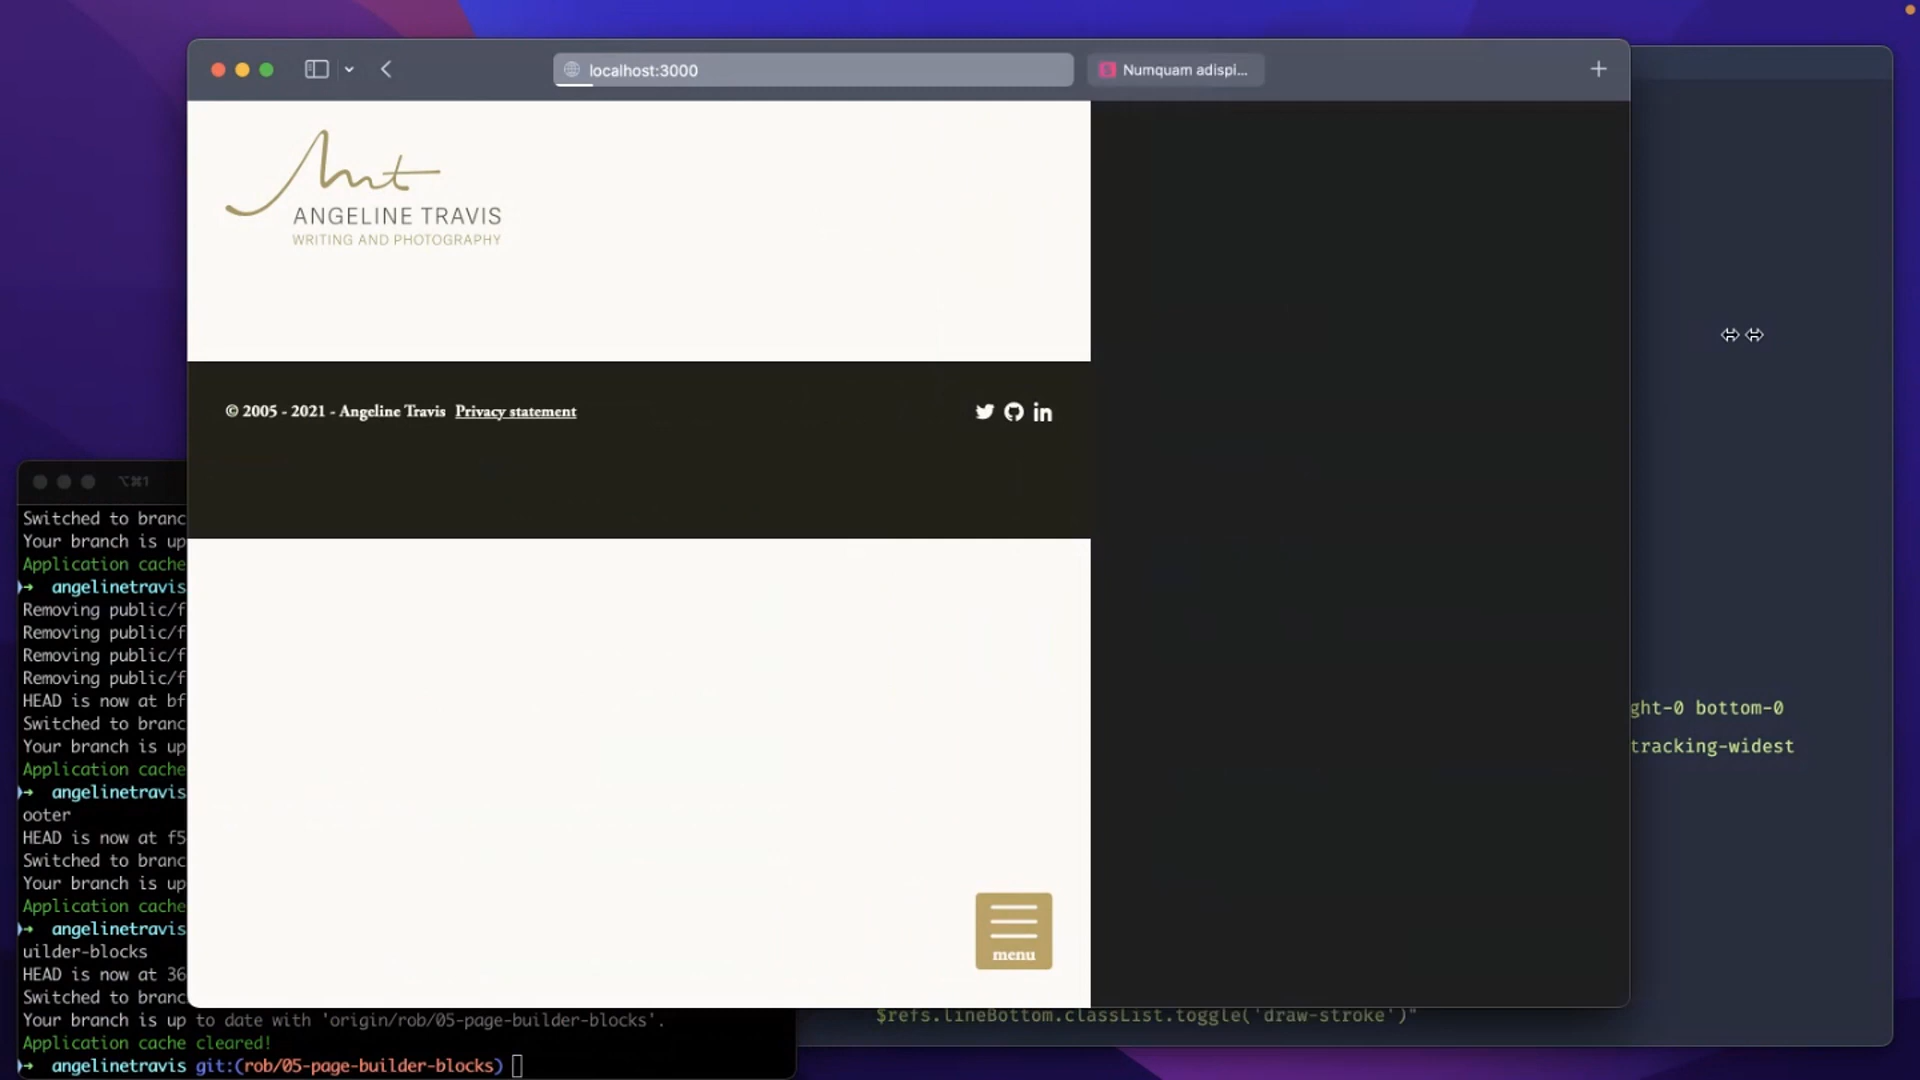 localhost:3000
Numquam adispi...
Ant
ANGELINE TRAVIS
WRITING AND PHOTOGRAPHY
© 2005 - 2021 - Angeline Travis Privacy statement
in
menu
⌥⌘1
Switched to branc
Your branch is up
Application cache
angelinetravis
Removing public/f
Removing public/f
Removing public/f
Removing public/f
HEAD is now at bf
Switched to branc
Your branch is up
Application cache
angelinetravis
ooter
HEAD is now at f5
Switched to branc
Your branch is up
Application cache
angelinetravis
uilder-blocks
HEAD is now at 36
Switched to branc
Your branch is up to date with 'origin/rob/05-page-builder-blocks'.
Application cache cleared!
angelinetravis git:(rob/05-page-builder-blocks)
ght-0 bottom-0
tracking-widest
$refs.lineBottom.classList.toggle('draw-stroke')"